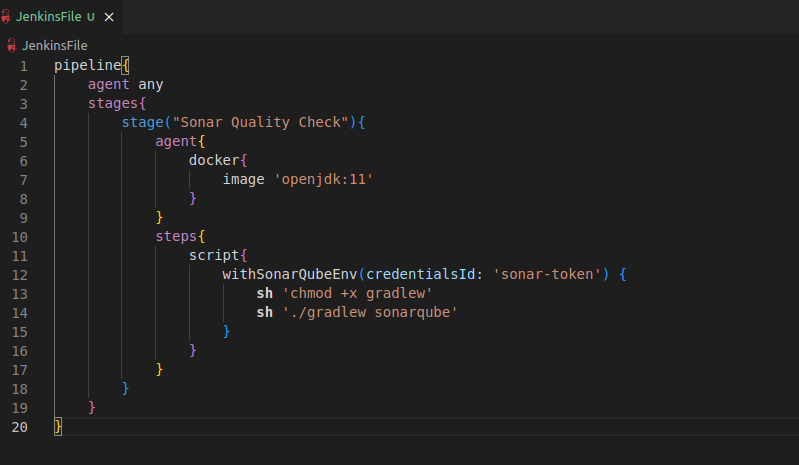 JenkinsFile U ×
JenkinsFile
1 pipeline{
2     agent any
3     stages{
4         stage("Sonar Quality Check"){
5             agent{
6                 docker{
7                     image 'openjdk:11'
8                 }
9             }
10             steps{
11                 script{
12                     withSonarQubeEnv(credentialsId: 'sonar-token') {
13                         sh 'chmod +x gradlew'
14                         sh './gradlew sonarqube'
15                     }
16                 }
17             }
18         }
19     }
20 }